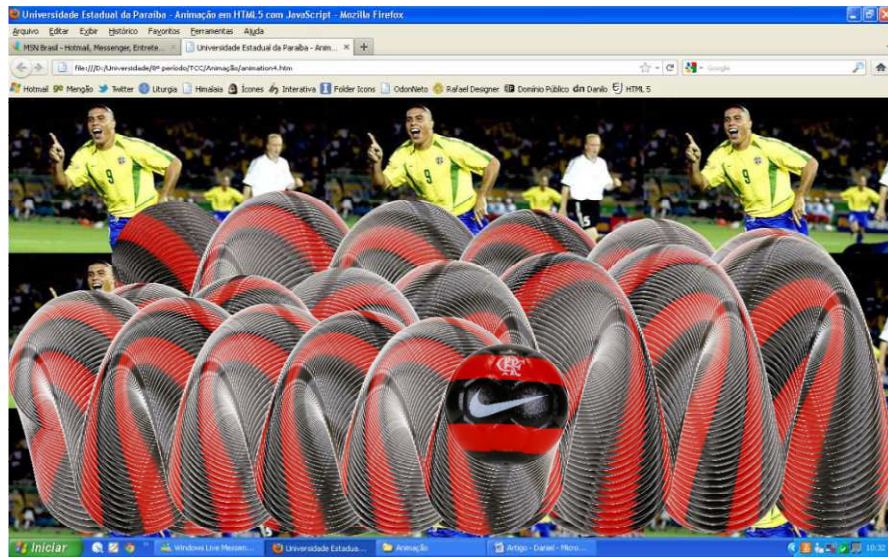 Universidade Estadual da Paraíba - Animação em HTML5 com JavaScript - Mozilla Firefox
Arquivo Editar Exibir Histórico Favoritos Ferramentas Ajuda
MSN Brasil - Hotmail, Messenger, Entrete... Universidade Estadual da Paraíba - Anim...
file:///D:/Universidade/8º período/TCC/Animação/animation4.htm Google
Hotmail Mengão Twitter Liturgia Himalaia Ícones Interativa Folder Icons OdonNeto Rafael Designer Domínio Público dn Danilo HTML 5
9 9 9
5
Iniciar Windows Live Messen... Universidade Estadua... Animação Artigo - Daniel - Micro... 10:32